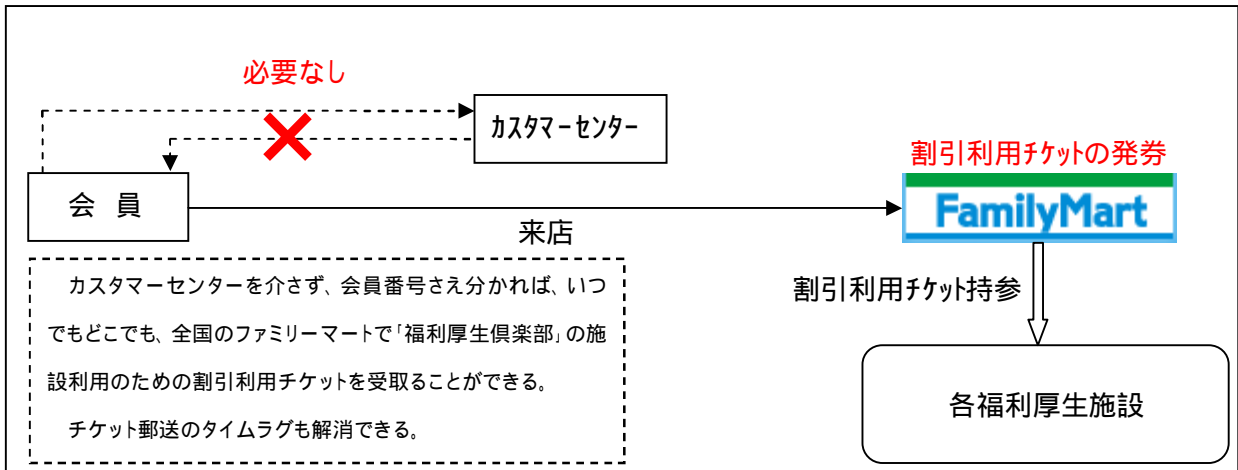 必要なし
カスタマーセンター
割引利用チケットの発券
会 員
FamilyMart
来店
カスタマーセンターを介さず、会員番号さえ分かれば、いつ
でもどこでも、全国のファミリーマートで「福利厚生倶楽部」の施
設利用のための割引利用チケットを受取ることができる。
チケット郵送のタイムラグも解消できる。
割引利用チケット持参
各福利厚生施設